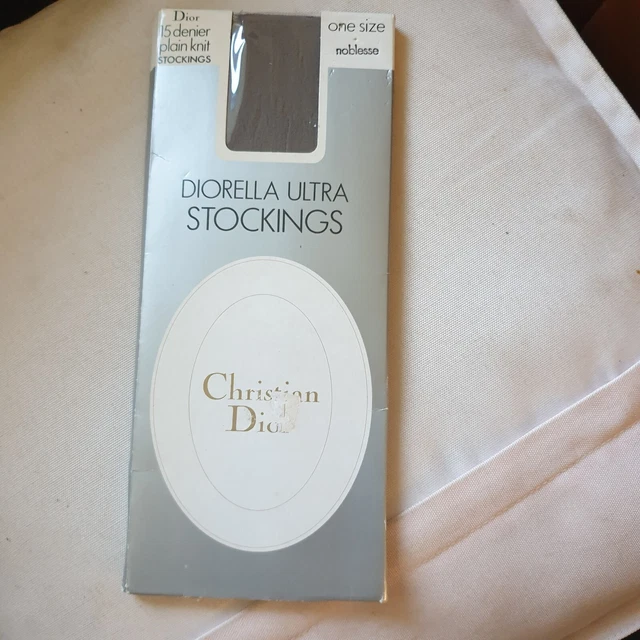 Dior
15 denier
plain knit
STOCKINGS
one size
noblesse
DIORELLA ULTRA
STOCKINGS
Christian
Dior